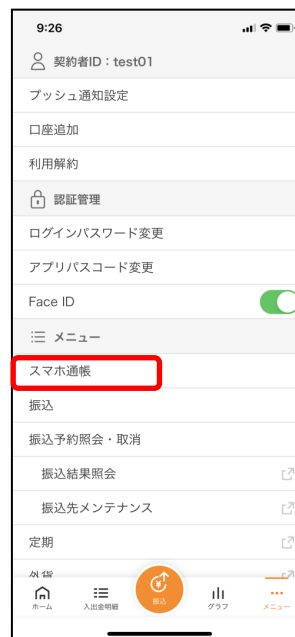 9:26
契約者ID：test01
プッシュ通知設定
口座追加
利用解約
認証管理
ログインパスワード変更
アプリパスコード変更
Face ID
メニュー
スマホ通帳
振込
振込予約照会・取消
振込結果照会
振込先メンテナンス
定期
外貨
ホーム
入出金明細
振込
グラフ
メニュー